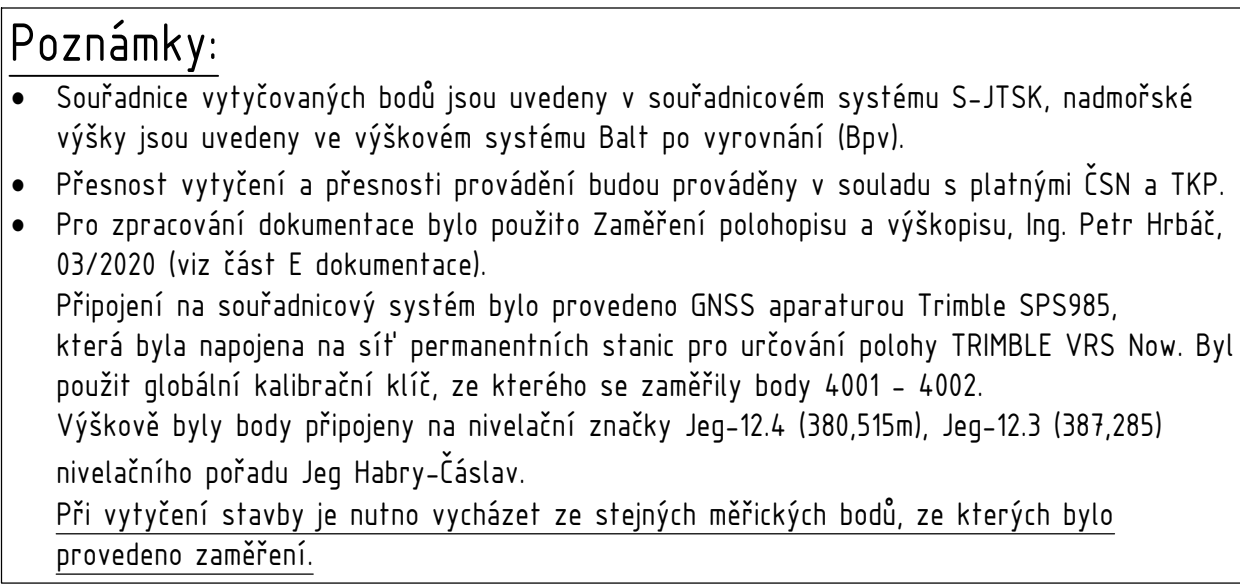 Poznámky:
• Souřadnice vytyčovaných bodů jsou uvedeny v souřadnicovém systému S-JTSK, nadmořské
výšky jsou uvedeny ve výškovém systému Balt po vyrovnání (Bpv).
• Přesnost vytyčení a přesnosti provádění budou prováděny v souladu s platnými ČSN a TKP.
• Pro zpracování dokumentace bylo použito Zaměření polohopisu a výškopisu, Ing. Petr Hrbáč,
03/2020 (viz část E dokumentace).
Připojení na souřadnicový systém bylo provedeno GNSS aparaturou Trimble SPS985,
která byla napojena na síť permanentních stanic pro určování polohy TRIMBLE VRS Now. Byl
použit globální kalibrační klíč, ze kterého se zaměřily body 4001 - 4002.
Výškově byly body připojeny na nivelační značky Jeg-12.4 (380,515m), Jeg-12.3 (387,285)
nivelačního pořadu Jeg Habry-Čáslav.
Při vytyčení stavby je nutno vycházet ze stejných měřických bodů, ze kterých bylo
provedeno zaměření.